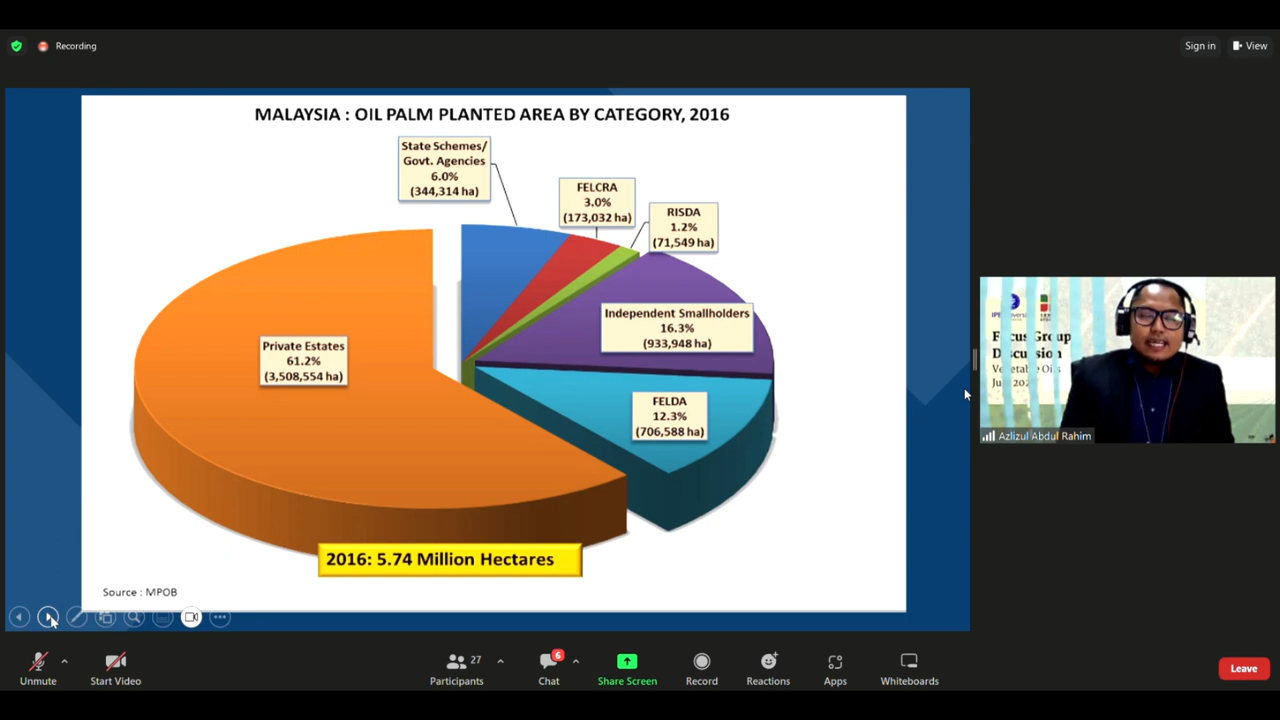 Recording
Sign in
View
MALAYSIA : OIL PALM PLANTED AREA BY CATEGORY, 2016
State Schemes/
Govt. Agencies
6.0%
(344,314 ha)
FELCRA
3.0%
(173,032 ha)
RISDA
1.2%
(71,549 ha)
Independent Smallholders
16.3%
(933,948 ha)
Private Estates
61.2%
(3,508,554 ha)
FELDA
12.3%
(706,588 ha)
2016: 5.74 Million Hectares
Source : MPOB
Focus Group
Discussion
Vegetable Oils
Azlizul Abdul Rahim
Unmute
Start Video
27
Participants
6
Chat
Share Screen
Record
Reactions
Apps
Whiteboards
Leave